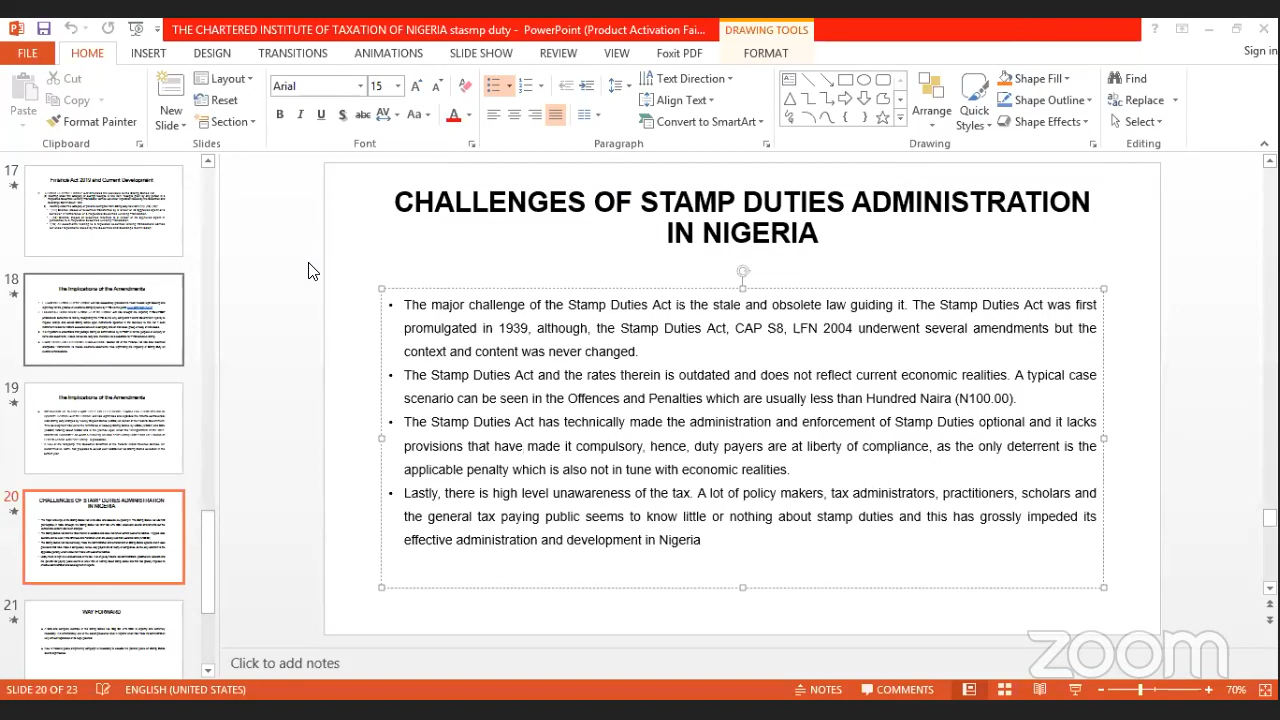 THE CHARTERED INSTITUTE OF TAXATION OF NIGERIA stasmp duty - PowerPoint (Product Activation Fai...
DRAWING TOOLS
Sign in
FILE HOME INSERT DESIGN TRANSITIONS ANIMATIONS SLIDE SHOW REVIEW VIEW Foxit PDF FORMAT
Paste
Cut
Copy
Format Painter
Clipboard
New Slide
Layout
Reset
Section
Slides
Arial 15
Font
Text Direction
Align Text
Convert to SmartArt
Paragraph
Arrange
Quick Styles
Shape Fill
Shape Outline
Shape Effects
Drawing
Find
Replace
Select
Editing
17
Finance Act 2019 and Current Development
18
The Implications of the Amendments
19
The Implications of the Amendments
20
CHALLENGES OF STAMP DUTIES ADMINSTRATION
IN NIGERIA
21
WAY FORWARD
CHALLENGES OF STAMP DUTIES ADMINSTRATION
IN NIGERIA
• The major challenge of the Stamp Duties Act is the stale and obsolete law guiding it. The Stamp Duties Act was first
promulgated in 1939, although, the Stamp Duties Act, CAP S8, LFN 2004 underwent several amendments but the
context and content was never changed.
• The Stamp Duties Act and the rates therein is outdated and does not reflect current economic realities. A typical case
scenario can be seen in the Offences and Penalties which are usually less than Hundred Naira (N100.00).
• The Stamp Duties Act has technically made the administration and enforcement of Stamp Duties optional and it lacks
provisions that have made it compulsory, hence, duty payers are at liberty of compliance, as the only deterrent is the
applicable penalty which is also not in tune with economic realities.
• Lastly, there is high level unawareness of the tax. A lot of policy makers, tax administrators, practitioners, scholars and
the general tax paying public seems to know little or nothing about stamp duties and this has grossly impeded its
effective administration and development in Nigeria
zoom
Click to add notes
SLIDE 20 OF 23 ENGLISH (UNITED STATES) NOTES COMMENTS 70%